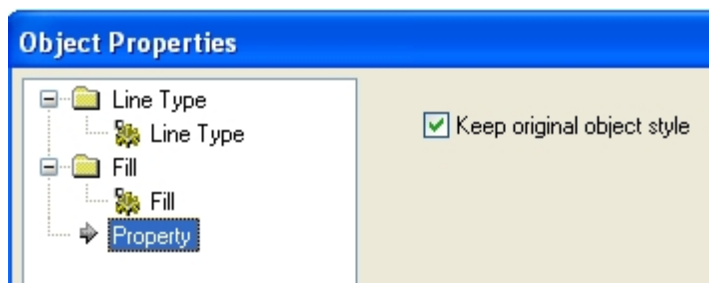 Object Properties
Line Type
Line Type
Fill
Fill
Property
Keep original object style